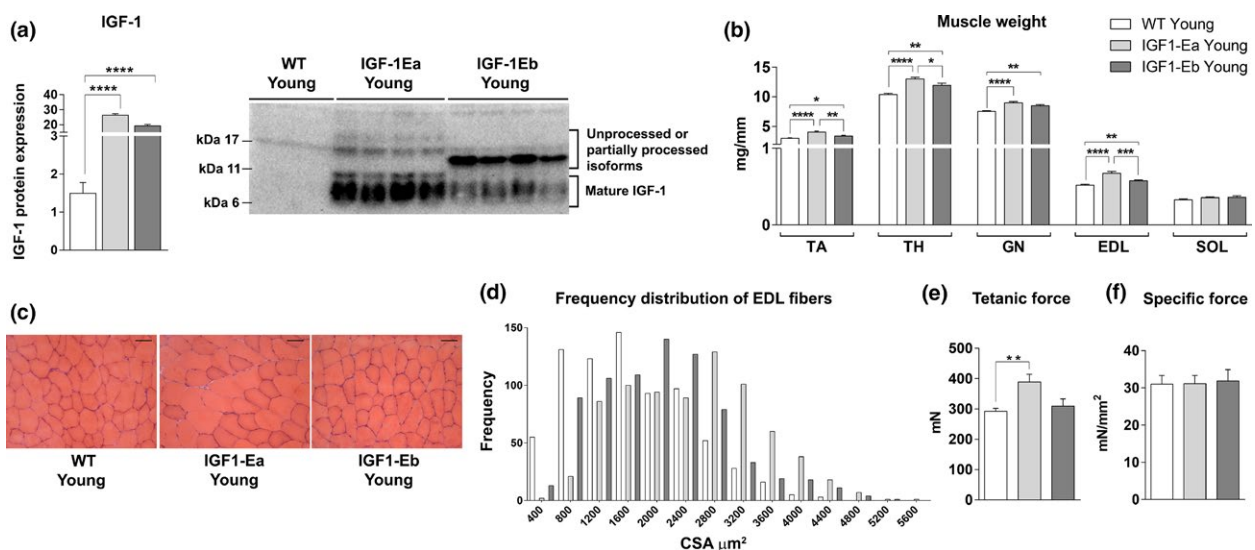 (a)
IGF-1
IGF-1 protein expression
40
30
20
10
3
2
1
0
****
****
WT
Young
IGF-1Ea
Young
IGF-1Eb
Young
kDa 17
kDa 11
kDa 6
Unprocessed or
partially processed
isoforms
Mature IGF-1
(b)
Muscle weight
WT Young
IGF1-Ea Young
IGF1-Eb Young
mg/mm
15
10
5
1
0
*
****
**
**
****
*
**
****
**
****
***
TA
TH
GN
EDL
SOL
(c)
WT
Young
IGF1-Ea
Young
IGF1-Eb
Young
(d)
Frequency distribution of EDL fibers
Frequency
150
100
50
0
400
800
1200
1600
2000
2400
2800
3200
3600
4000
4400
4800
5200
5600
CSA μm²
(e)
Tetanic force
mN
500
400
300
200
100
0
**
(f)
Specific force
mN/mm²
40
30
20
10
0